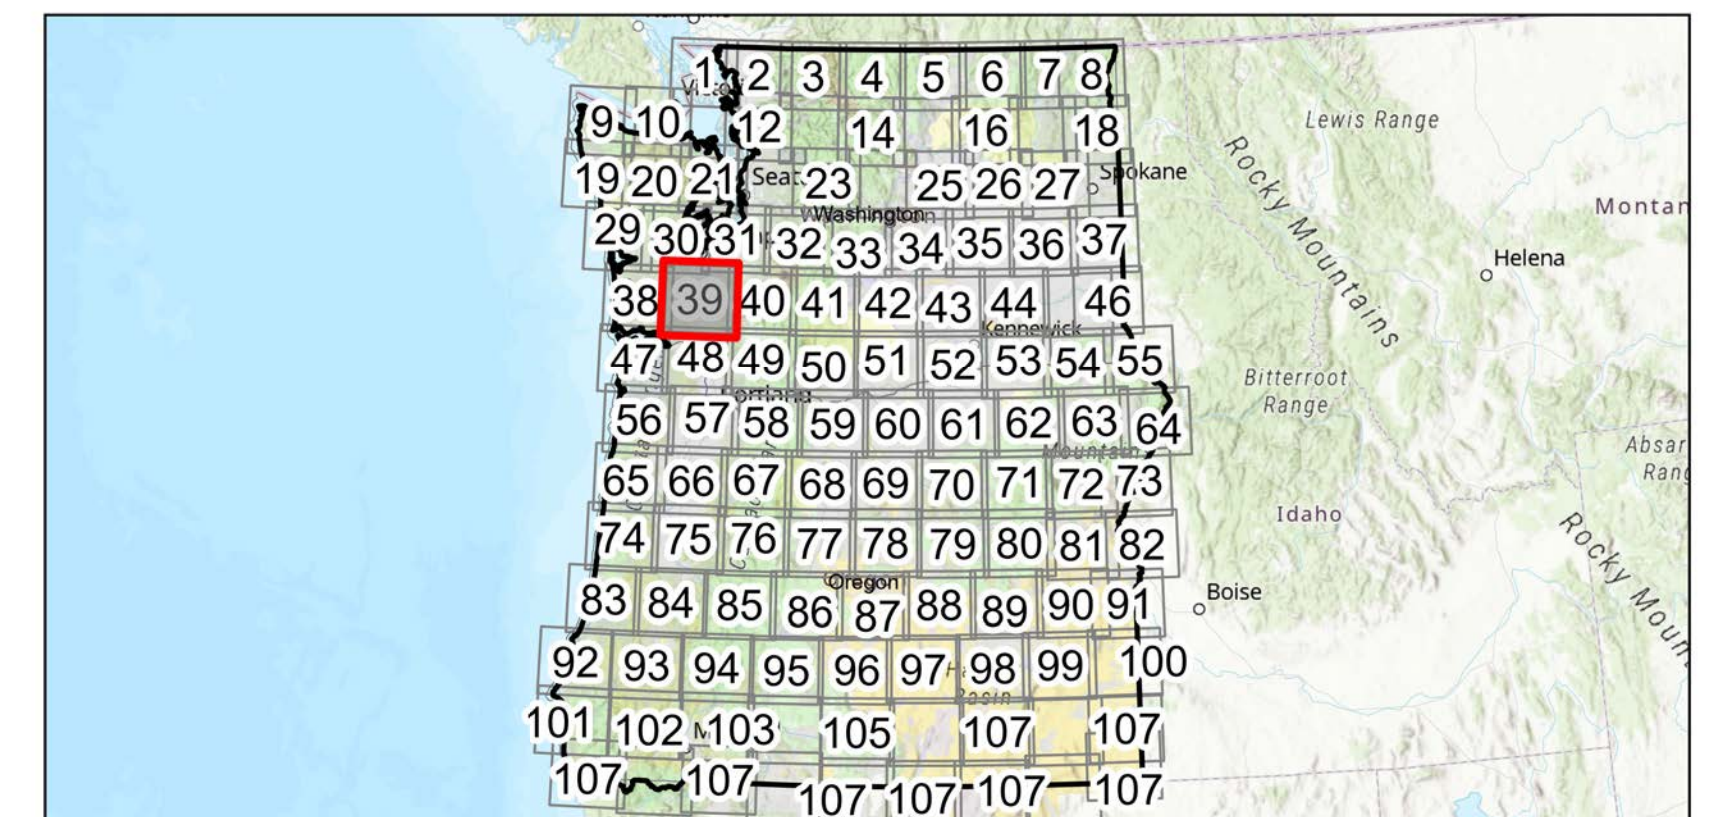 1 2 3 4 5 6 7 8
9 10 12 14 16 18
Lewis Range
19 20 21 23 25 26 27
Spokane
Rocky Mountains
Washington
Montan
29 30 31 32 33 34 35 36 37
Helena
38 39 40 41 42 43 44 46
Kennewick
47 48 49 50 51 52 53 54 55
Bitterroot
Range
Portland
56 57 58 59 60 61 62 63 64
Mountain
Absar
Rang
65 66 67 68 69 70 71 72 73
Idaho
Rocky Moun
74 75 76 77 78 79 80 81 82
Oregon
Boise
83 84 85 86 87 88 89 90 91
92 93 94 95 96 97 98 99 100
Basin
101 102 103 105 107 107
107 107 107 107 107 107